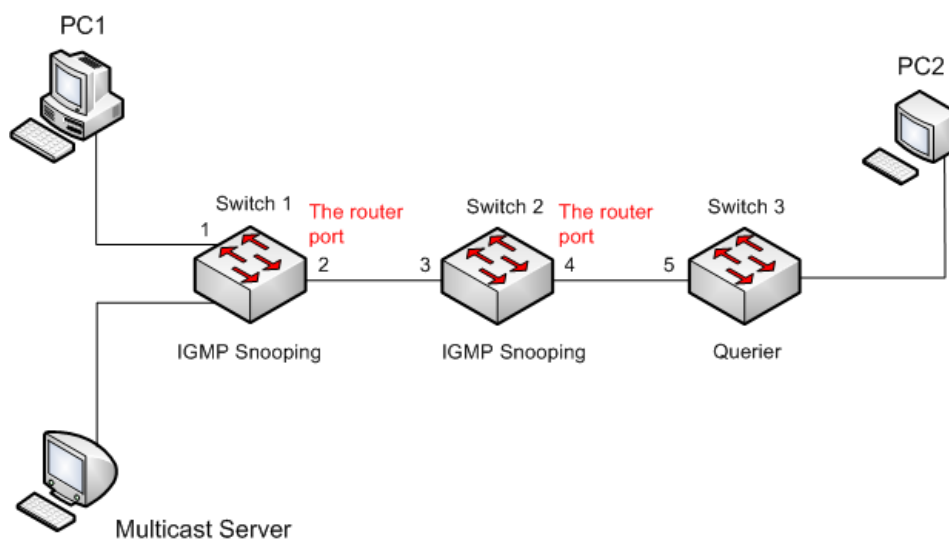 PC1
PC2
Switch 1
The router
port
Switch 2
The router
port
Switch 3
1
2
3
4
5
IGMP Snooping
IGMP Snooping
Querier
Multicast Server